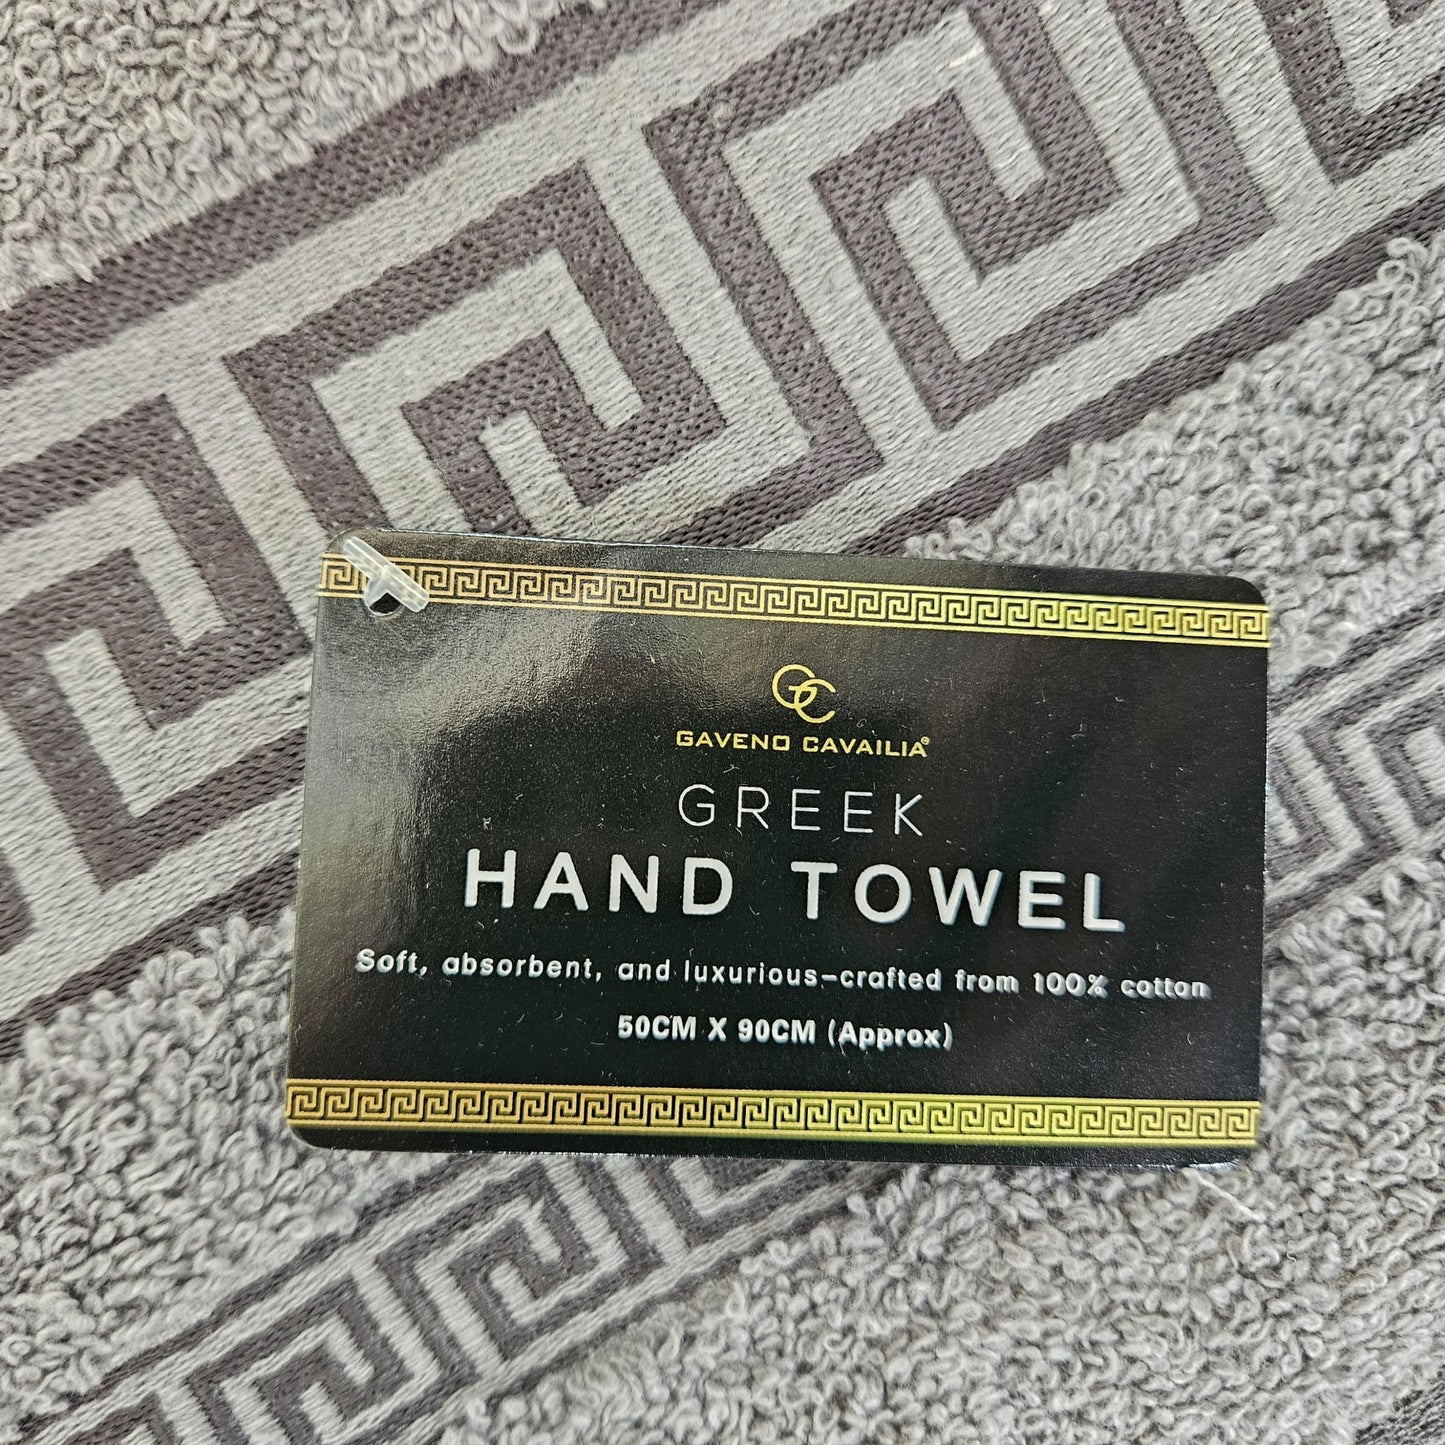 GC
GAVENO CAVAILIA®
GREEK
HAND TOWEL
Soft, absorbent, and luxurious-crafted from 100% cotton
50CM X 90CM (Approx)